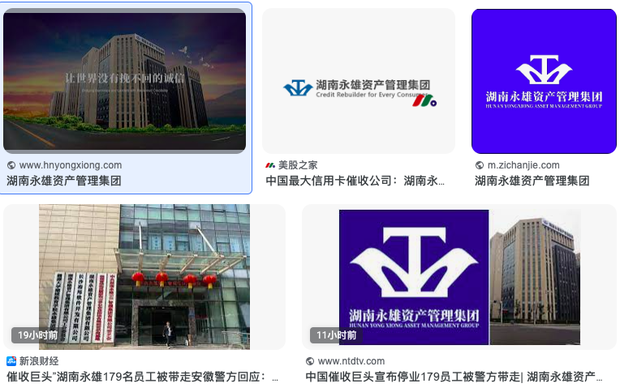 让世界没有挽不回的诚信
湖南永雄资产管理集团
Credit Rebuilder for Every Consumer
湖南永雄资产管理集团
HUNAN YONGXIONG ASSET MANAGEMENT GROUP
www.hnyongxiong.com
湖南永雄资产管理集团
美股之家
中国最大信用卡催收公司：湖南永...
m.zichanjie.com
湖南永雄资产管理集团
湖南永雄资产管理集团
HUNAN YONG XIONG ASSET MANAGEMENT GROUP
19小时前
11小时前
新浪财经
催收巨头"湖南永雄179名员工被带走安徽警方回应：...
www.ntdtv.com
中国催收巨头宣布停业179员工被警方带走| 湖南永雄资产...